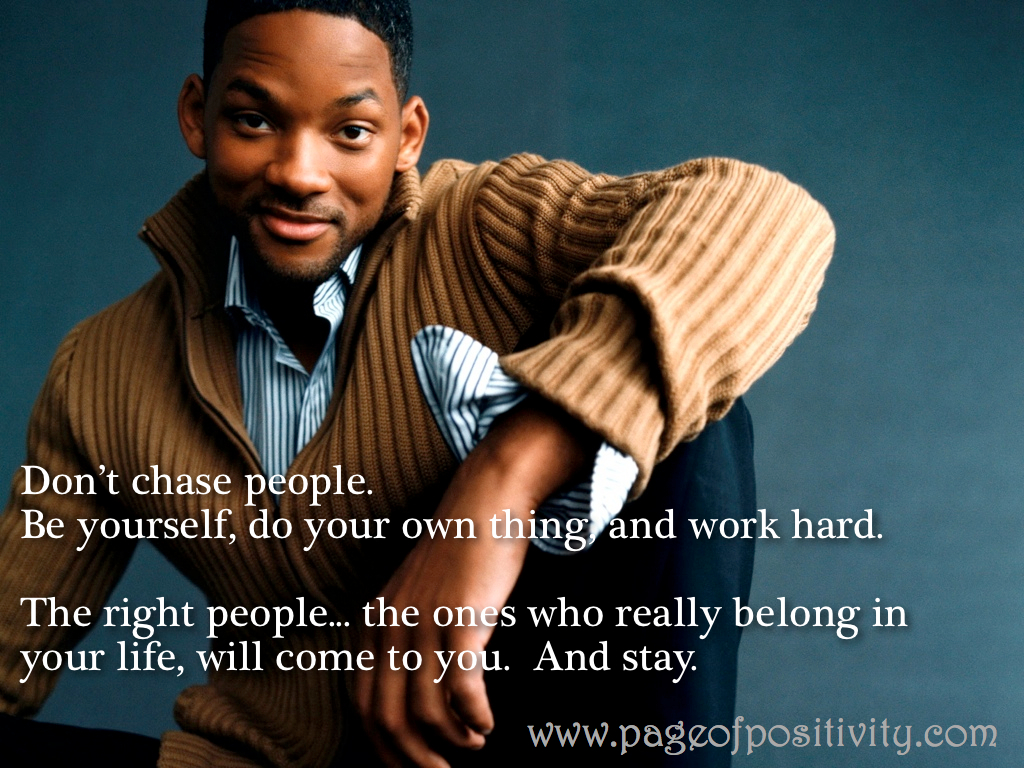 Don't chase people.
Be yourself, do your own thing, and work hard.
The right people... the ones who really belong in
your life, will come to you.  And stay.
www.pageofpositivity.com